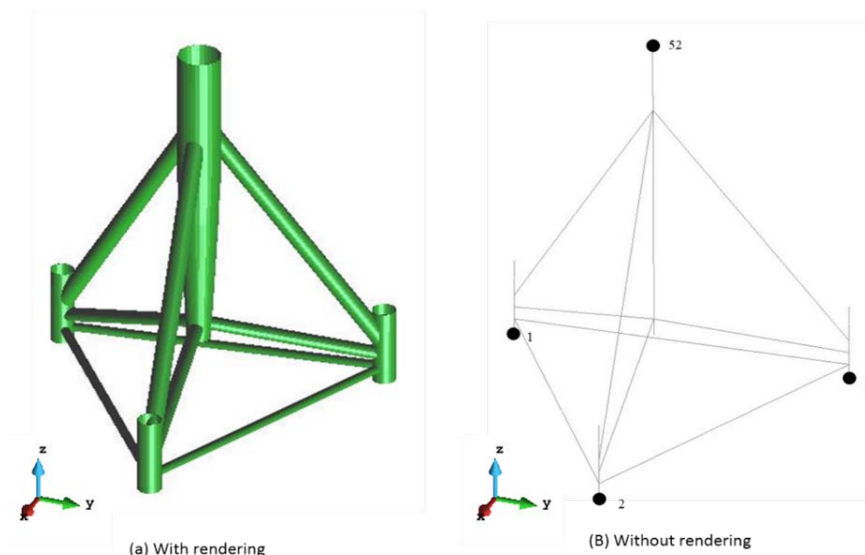 52
1
2
z
y
x
z
y
x
(a) With rendering
(B) Without rendering